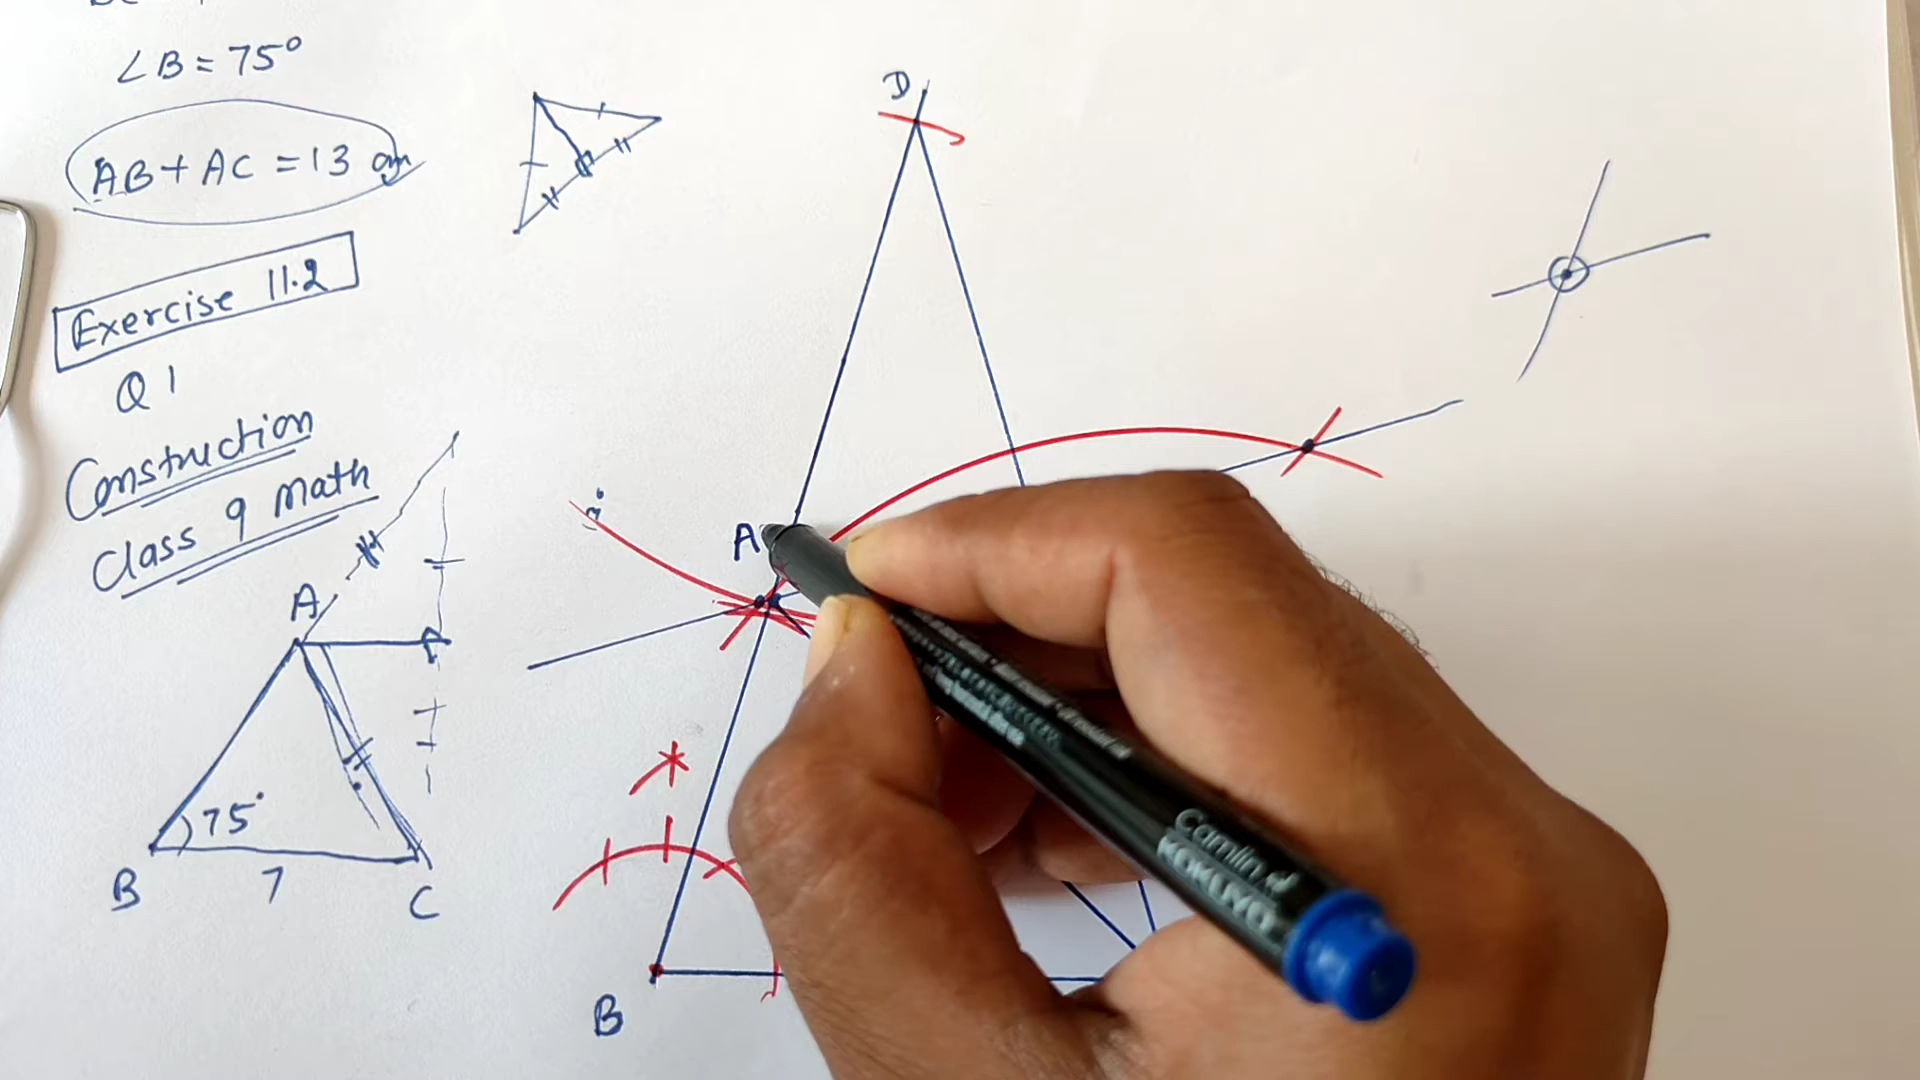 ∠B = 75°
AB + AC = 13 cm
Exercise 11.2
Q 1
Construction
Class 9 math
A
75°
B
7
C
D
A
B
Camlin
KOKUYO